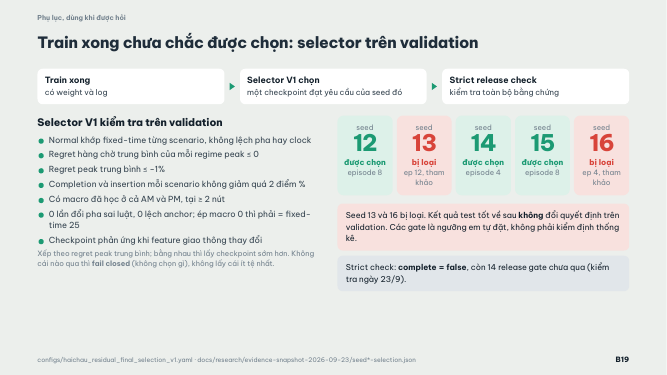 Phụ lục, dùng khi được hỏi
Train xong chưa chắc được chọn: selector trên validation
Train xong
có weight và log
Selector V1 chọn
một checkpoint đạt yêu cầu của seed đó
Strict release check
kiểm tra toàn bộ bằng chứng
Selector V1 kiểm tra trên validation
Normal khớp fixed-time từng scenario, không lệch pha hay clock
Regret hàng chờ trung bình của mỗi regime peak ≤ 0
Regret peak trung bình ≤ −1%
Completion và insertion mỗi scenario không giảm quá 2 điểm %
Có macro đã học ở cả AM và PM, tại ≥ 2 nút
0 lần đổi pha sai luật, 0 lệch anchor; ép macro 0 thì phải = fixed-
time 25
Checkpoint phản ứng khi feature giao thông thay đổi
Xếp theo regret peak trung bình; bằng nhau thì lấy checkpoint sớm hơn. Không
cái nào qua thì fail closed (không chọn gì), không lấy cái ít tệ nhất.
seed
12
được chọn
episode 8
seed
13
bị loại
ep 12, tham
khảo
seed
14
được chọn
episode 4
seed
15
được chọn
episode 8
seed
16
bị loại
ep 4, tham
khảo
Seed 13 và 16 bị loại. Kết quả test tốt về sau không đổi quyết định trên
validation. Các gate là ngưỡng em tự đặt, không phải kiểm định thống
kê.
Strict check: complete = false, còn 14 release gate chưa qua (kiểm
tra ngày 23/9).
configs/haichau_residual_final_selection_v1.yaml · docs/research/evidence-snapshot-2026-09-23/seed*-selection.json
B19